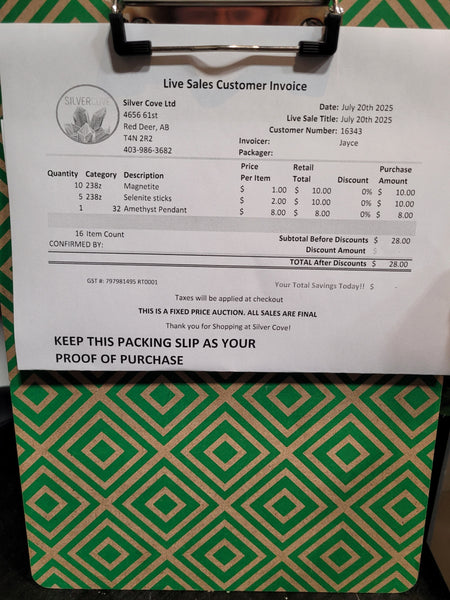 Live Sales Customer Invoice
SILVER COVE
Silver Cove Ltd
4656 61st
Red Deer, AB
T4N 2R2
403-986-3682
Date: July 20th 2025
Live Sale Title: July 20th 2025
Customer Number: 16343
Invoicer: Jayce
Packager:
Quantity Category Description Price Per Item Retail Total Discount Purchase Amount
10 238z Magnetite $ 1.00 $ 10.00 0% $ 10.00
5 238z Selenite sticks $ 2.00 $ 10.00 0% $ 10.00
1 32 Amethyst Pendant $ 8.00 $ 8.00 0% $ 8.00
16 Item Count Subtotal Before Discounts $ 28.00
CONFIRMED BY: Discount Amount $
TOTAL After Discounts $ 28.00
GST #: 797981495 RT0001 Your Total Savings Today!! $ -
Taxes will be applied at checkout
THIS IS A FIXED PRICE AUCTION. ALL SALES ARE FINAL
Thank you for Shopping at Silver Cove!
KEEP THIS PACKING SLIP AS YOUR
PROOF OF PURCHASE